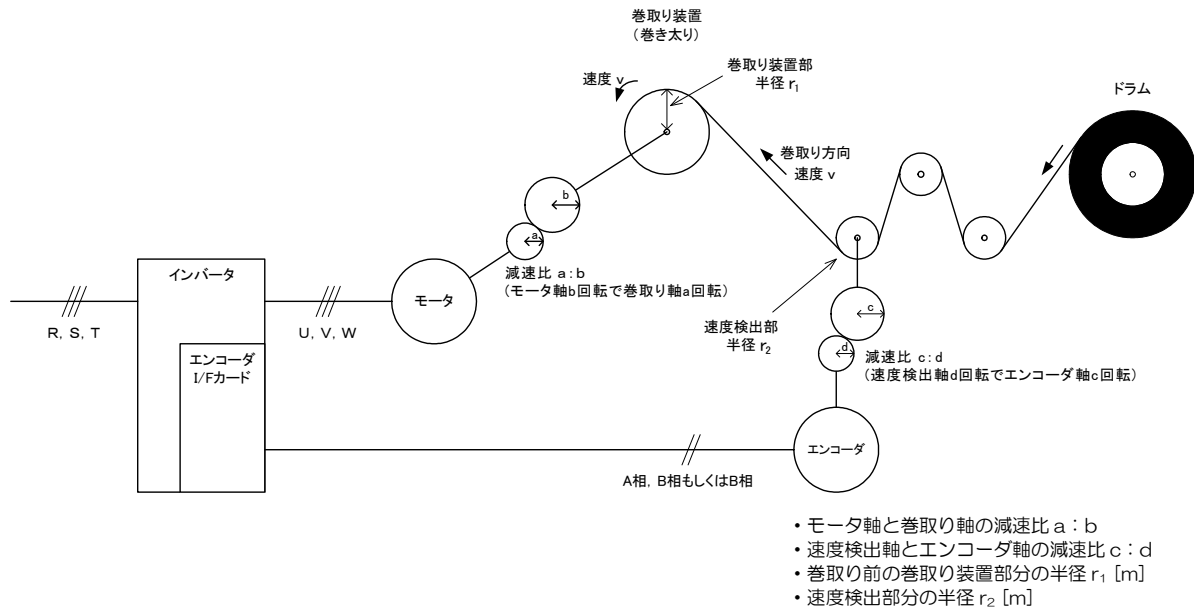 巻取り装置
(巻き太り)
速度 v
巻取り装置部
半径 r₁
ドラム
巻取り方向
速度 v
b
a
減速比 a:b
(モータ軸b回転で巻取り軸a回転)
インバータ
モータ
R, S, T
U, V, W
エンコーダ
I/Fカード
速度検出部
半径 r₂
c
d
減速比 c:d
(速度検出軸d回転でエンコーダ軸c回転)
エンコーダ
A相, B相もしくはB相
・モータ軸と巻取り軸の減速比 a:b
・速度検出軸とエンコーダ軸の減速比 c:d
・巻取り前の巻取り装置部分の半径 r₁ [m]
・速度検出部分の半径 r₂ [m]